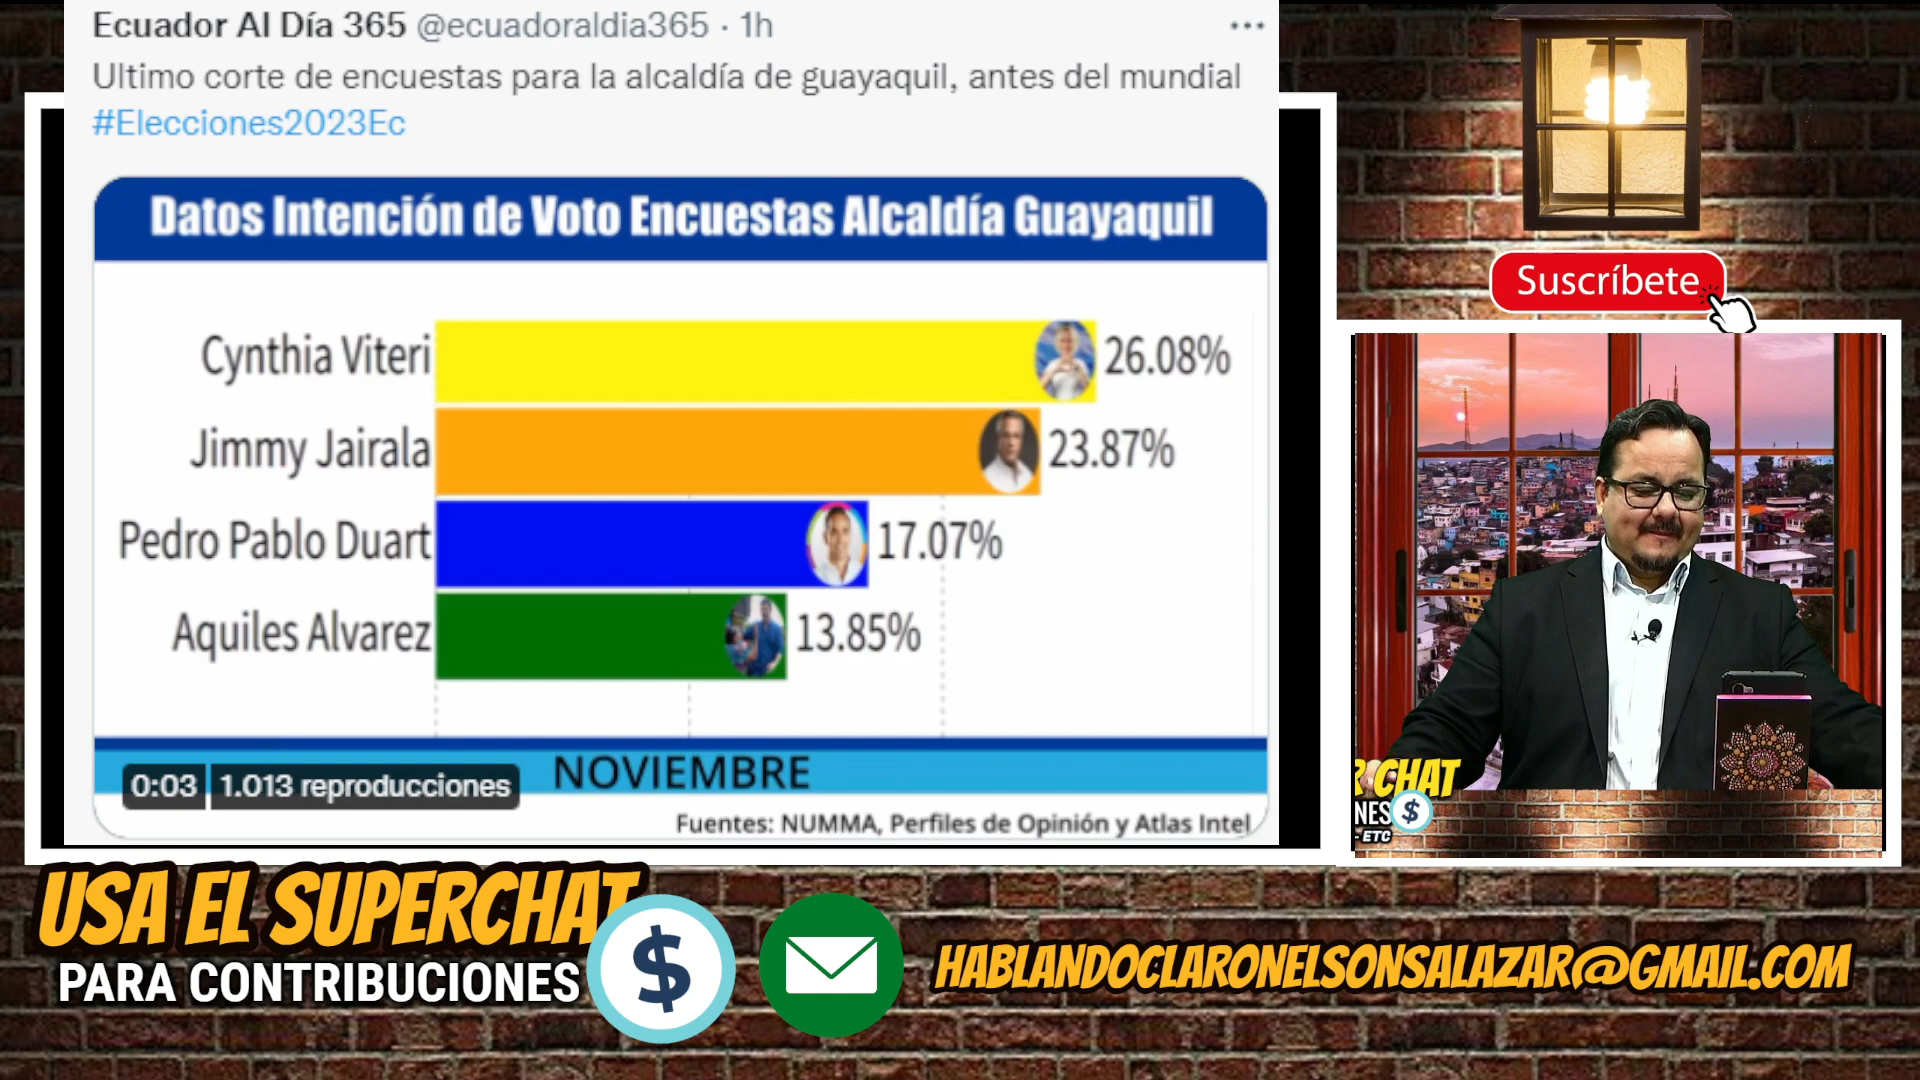 Ecuador Al Día 365 @ecuadoraldia365 · 1h
Ultimo corte de encuestas para la alcaldía de guayaquil, antes del mundial
#Elecciones2023Ec
Datos Intención de Voto Encuestas Alcaldía Guayaquil
Cynthia Viteri 26.08%
Jimmy Jairala 23.87%
Pedro Pablo Duart 17.07%
Aquiles Alvarez 13.85%
NOVIEMBRE
0:03 1.013 reproducciones
Fuentes: NUMMA, Perfiles de Opinión y Atlas Intel
Suscríbete
R CHAT
NES $
- ETC
USA EL SUPERCHAT
PARA CONTRIBUCIONES
$
HABLANDOCLARONELSONSALAZAR@GMAIL.COM